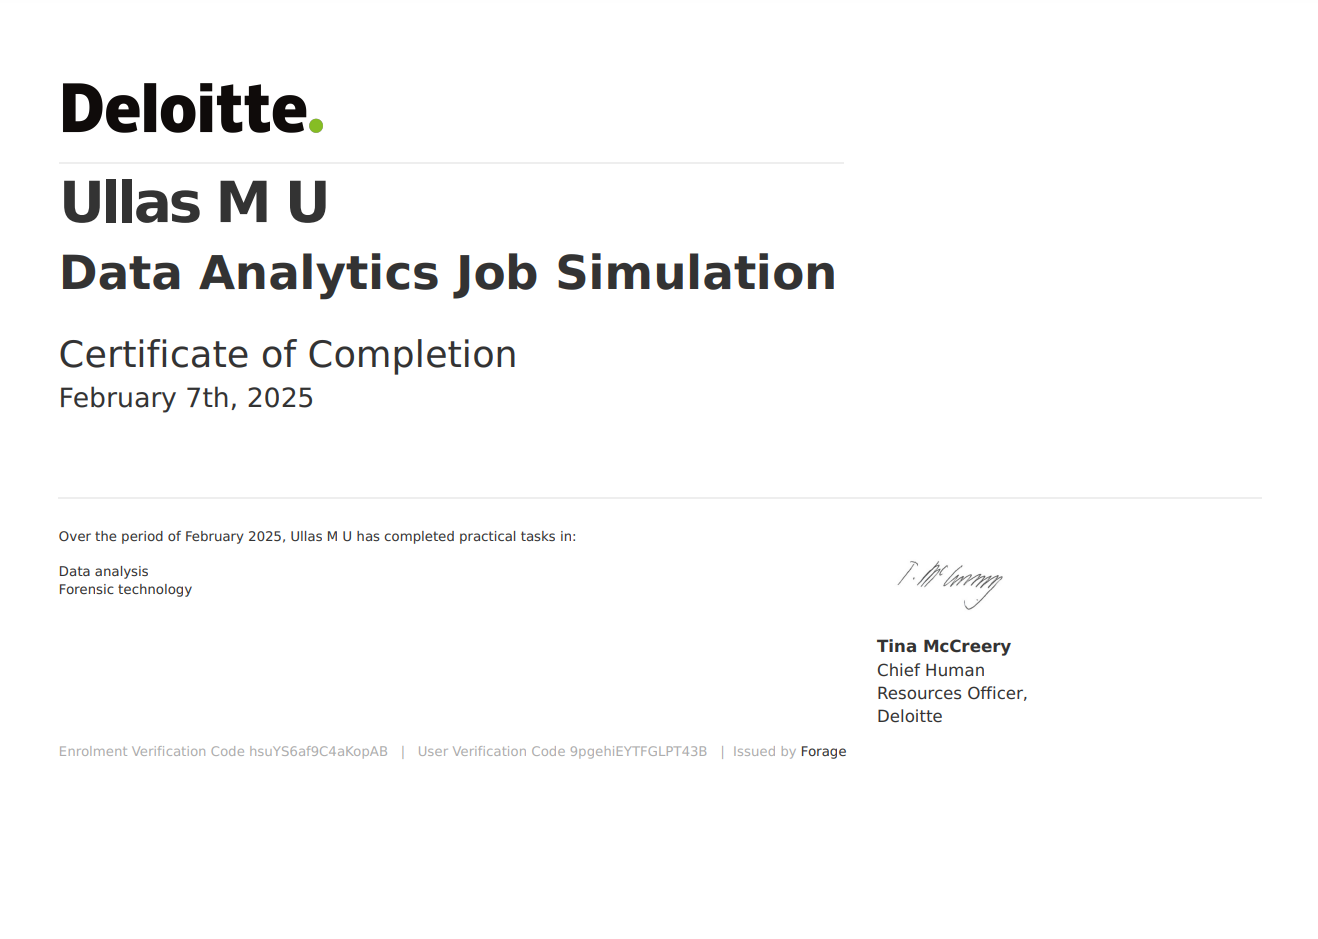 Deloitte.
Ullas M U
Data Analytics Job Simulation
Certificate of Completion
February 7th, 2025
Over the period of February 2025, Ullas M U has completed practical tasks in:
Data analysis
Forensic technology
T. McCreery
Tina McCreery
Chief Human
Resources Officer,
Deloitte
Enrolment Verification Code hsuYS6af9C4aKopAB | User Verification Code 9pgehiEYTFGLPT43B | Issued by Forage